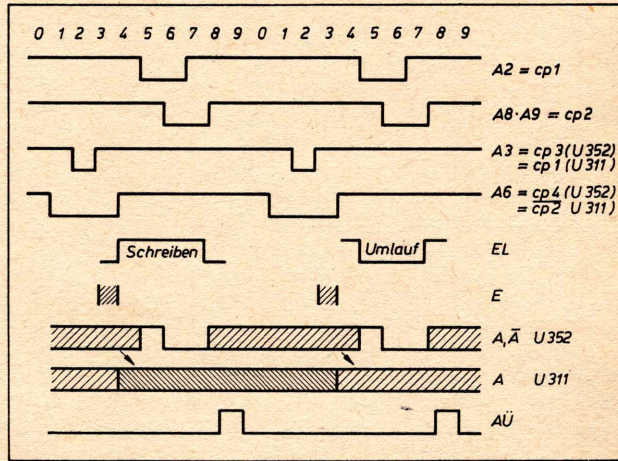 0 1 2 3 4 5 6 7 8 9 0 1 2 3 4 5 6 7 8 9
A2 = cp1
A8·A9 = cp2
A3 = cp3 (U352)
= cp1 (U311)
A6 = cp4 (U352)
= c̅p̅2̅ U311)
Schreiben
Umlauf
EL
E
A,A̅ U352
A U311
AÜ